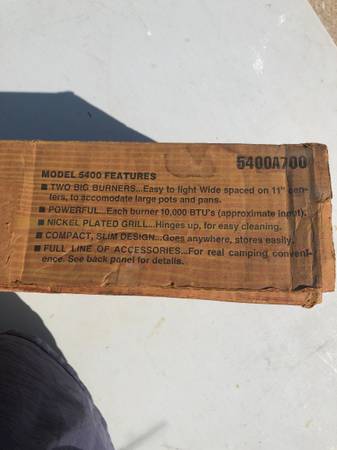 5400A700
MODEL 5400 FEATURES
■ TWO BIG BURNERS...Easy to light Wide spaced on 11" cen-
ters, to accomodate large pots and pans.
■ POWERFUL...Each burner 10,000 BTU's (approximate input).
■ NICKEL PLATED GRILL...Hinges up, for easy cleaning.
■ COMPACT, SLIM DESIGN...Goes anywhere, stores easily.
■ FULL LINE OF ACCESSORIES...For real camping conveni-
ence. See back panel for details.